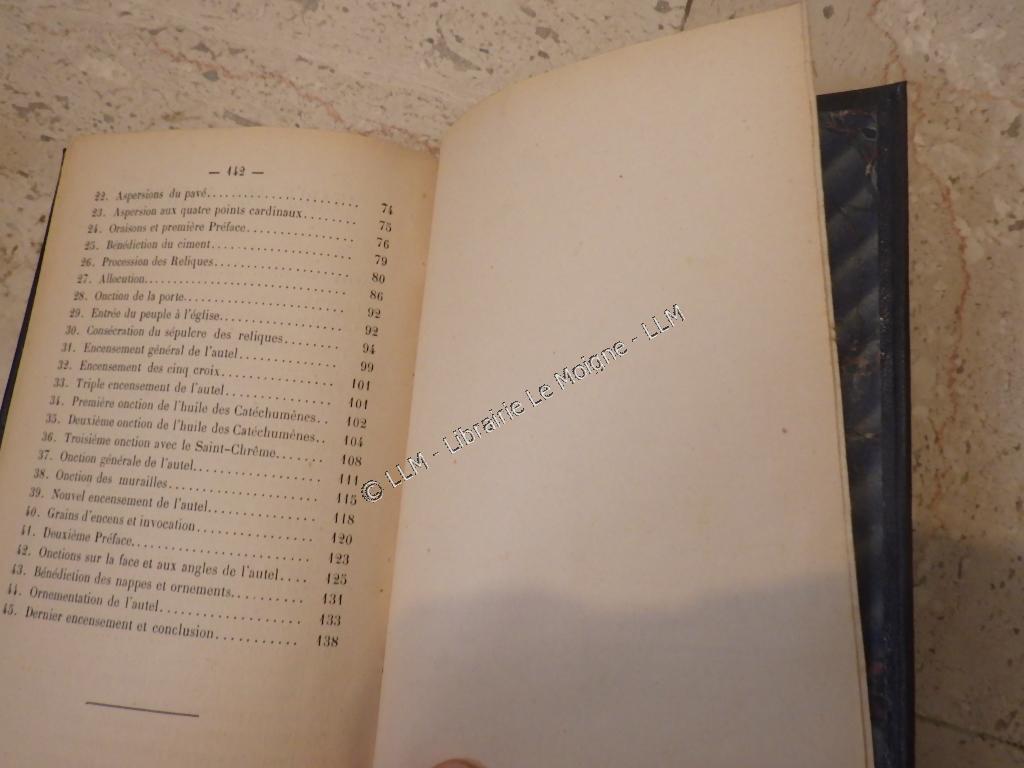 — 142 —
22. Aspersions du pavé........ 74
23. Aspersion aux quatre points cardinaux........ 75
24. Oraisons et première Préface........ 76
25. Bénédiction du ciment........ 79
26. Procession des Reliques........ 80
27. Allocution........ 86
28. Onction de la porte........ 92
29. Entrée du peuple à l'église........ 92
30. Consécration du sépulcre des reliques........ 94
31. Encensement général de l'autel........ 99
32. Encensement des cinq croix........ 101
33. Triple encensement de l'autel........ 101
34. Première onction de l'huile des Catéchumènes.. 102
35. Deuxième onction de l'huile des Catéchumènes.. 104
36. Troisième onction avec le Saint-Chrême....... 108
37. Onction générale de l'autel........ 111
38. Onction des murailles........ 115
39. Nouvel encensement de l'autel........ 118
40. Grains d'encens et invocation........ 120
41. Deuxième Préface........ 123
42. Onctions sur la face et aux angles de l'autel.... 125
43. Bénédiction des nappes et ornements.......... 131
44. Ornementation de l'autel........ 133
45. Dernier encensement et conclusion............ 138
© LLM - Librairie Le Moigne - LLM